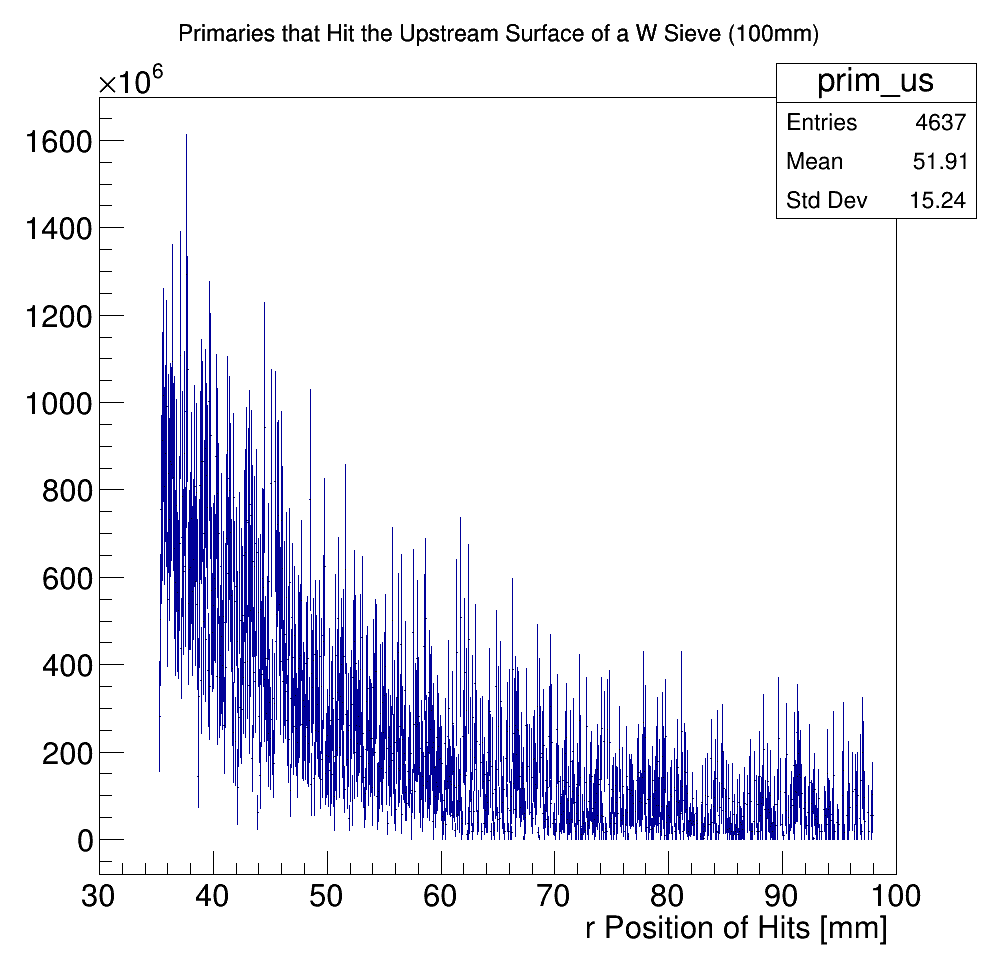 Primaries that Hit the Upstream Surface of a W Sieve (100mm)
×10⁶
prim_us
Entries 4637
Mean 51.91
Std Dev 15.24
1600
1400
1200
1000
800
600
400
200
0
30 40 50 60 70 80 90 100
r Position of Hits [mm]